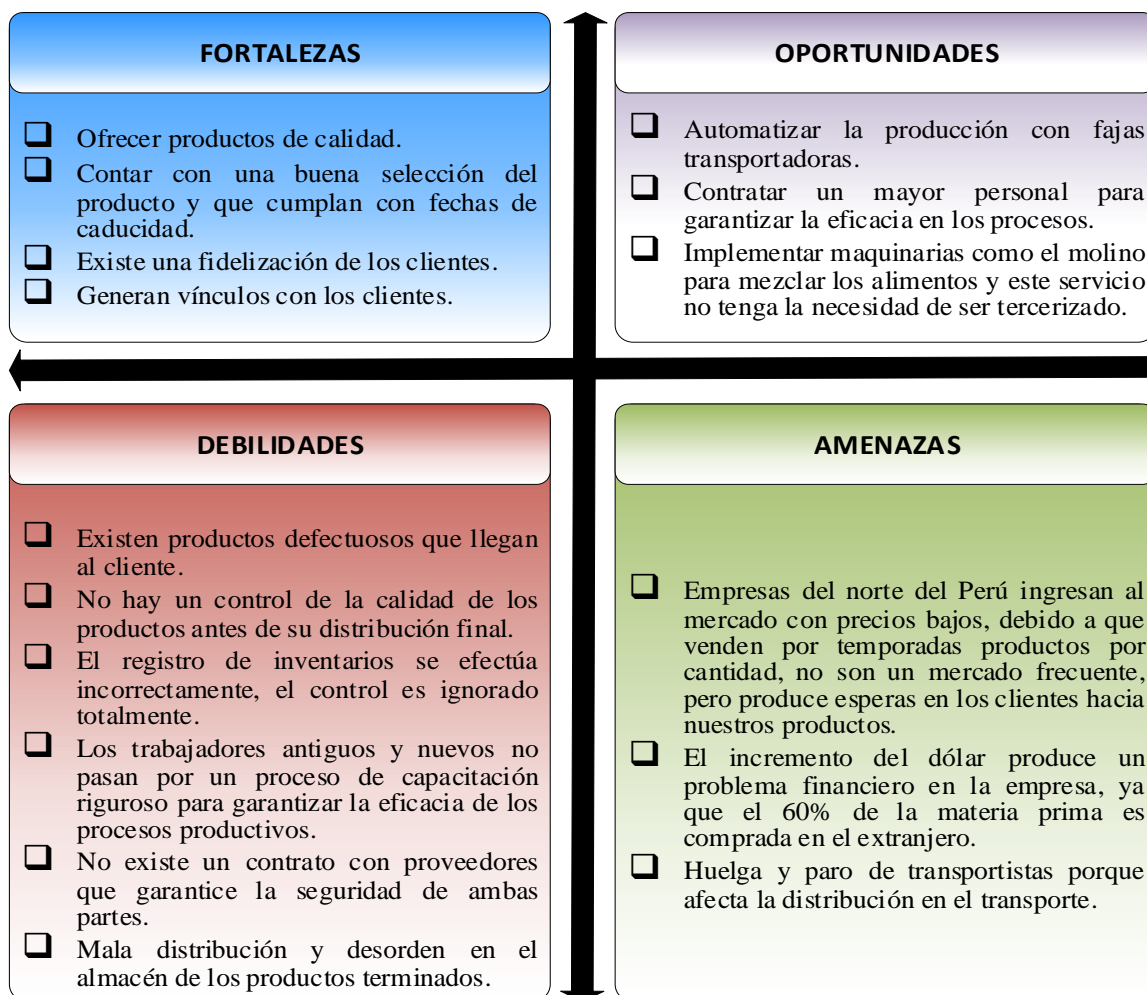 FORTALEZAS
Ofrecer productos de calidad.
Contar con una buena selección del
producto y que cumplan con fechas de
caducidad.
Existe una fidelización de los clientes.
Generan vínculos con los clientes.
OPORTUNIDADES
Automatizar la producción con fajas
transportadoras.
Contratar un mayor personal para
garantizar la eficacia en los procesos.
Implementar maquinarias como el molino
para mezclar los alimentos y este servicio
no tenga la necesidad de ser tercerizado.
DEBILIDADES
Existen productos defectuosos que llegan
al cliente.
No hay un control de la calidad de los
productos antes de su distribución final.
El registro de inventarios se efectúa
incorrectamente, el control es ignorado
totalmente.
Los trabajadores antiguos y nuevos no
pasan por un proceso de capacitación
riguroso para garantizar la eficacia de los
procesos productivos.
No existe un contrato con proveedores
que garantice la seguridad de ambas
partes.
Mala distribución y desorden en el
almacén de los productos terminados.
AMENAZAS
Empresas del norte del Perú ingresan al
mercado con precios bajos, debido a que
venden por temporadas productos por
cantidad, no son un mercado frecuente,
pero produce esperas en los clientes hacia
nuestros productos.
El incremento del dólar produce un
problema financiero en la empresa, ya
que el 60% de la materia prima es
comprada en el extranjero.
Huelga y paro de transportistas porque
afecta la distribución en el transporte.